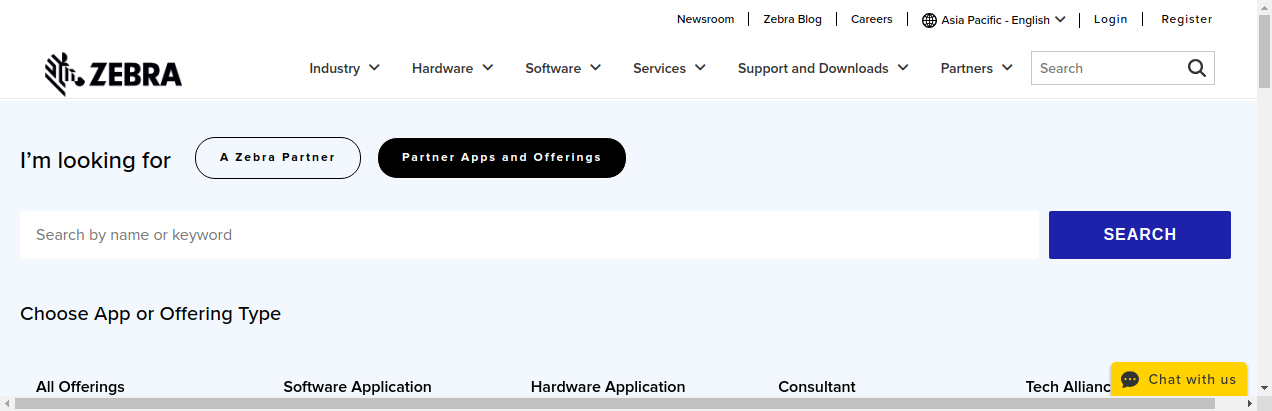 Newsroom Zebra Blog Careers Asia Pacific - English Login Register
ZEBRA Industry Hardware Software Services Support and Downloads Partners Search
I'm looking for A Zebra Partner Partner Apps and Offerings
Search by name or keyword SEARCH
Choose App or Offering Type
All Offerings Software Application Hardware Application Consultant Tech Allianc
Chat with us